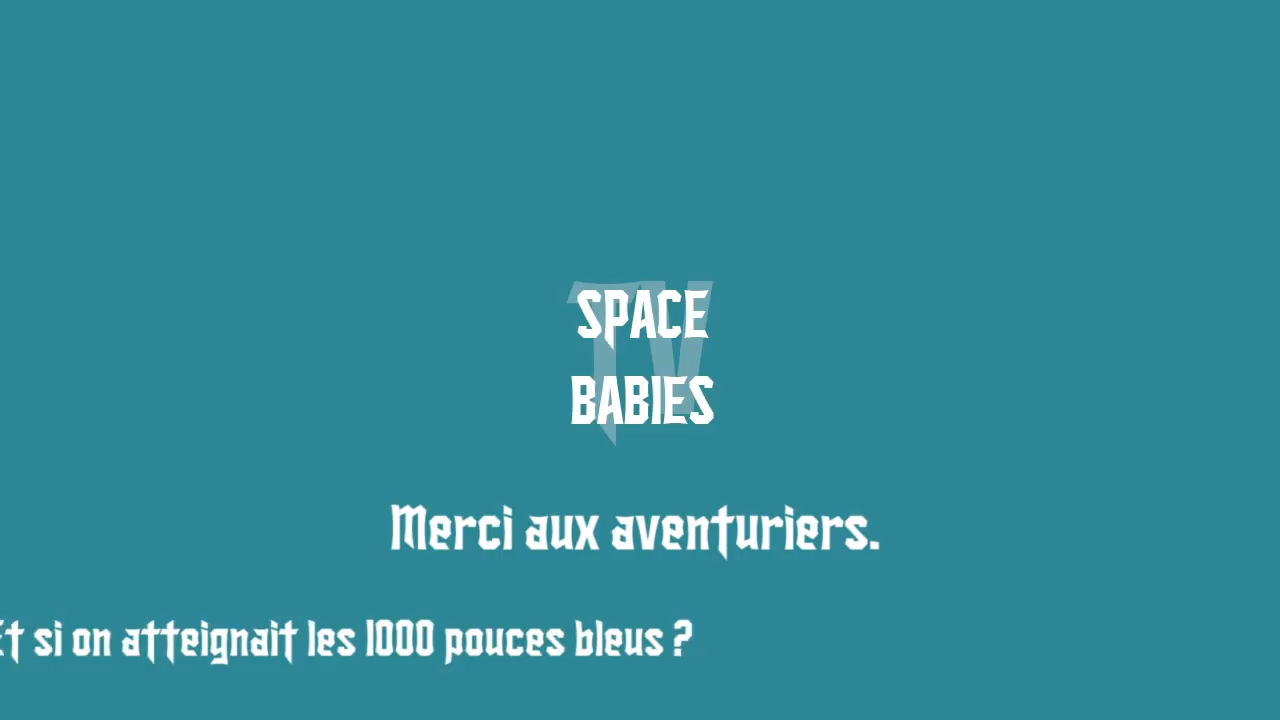 TV
SPACE
BABIES
Merci aux aventuriers.
Et si on atteignait les 1000 pouces bleus ?